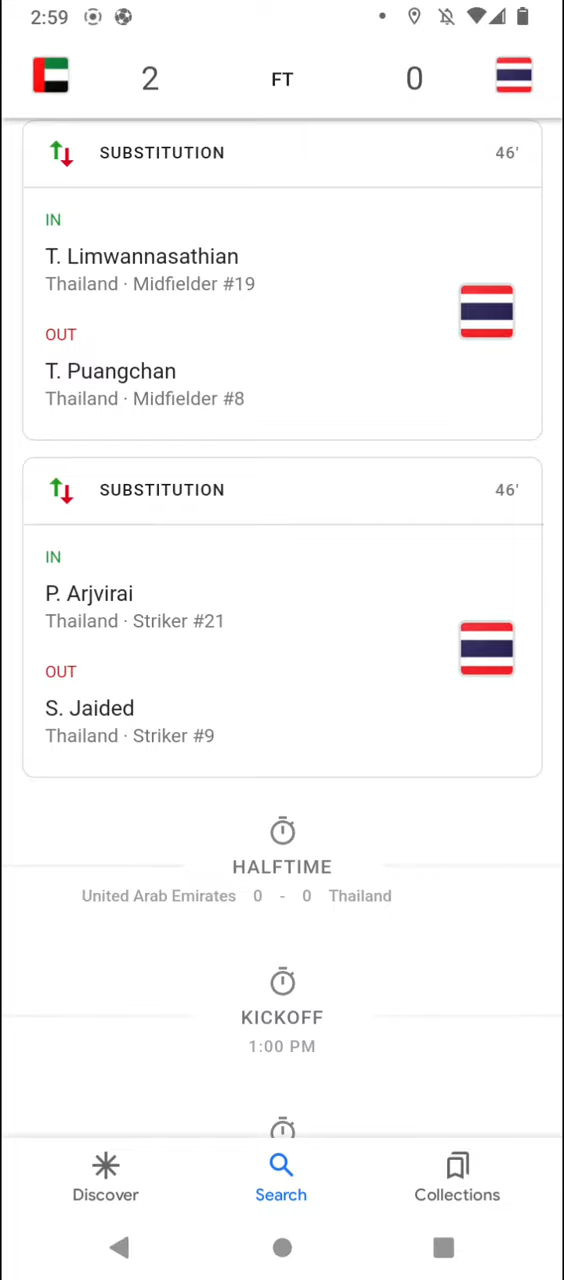 2:59
2 FT 0
SUBSTITUTION 46'
IN
T. Limwannasathian
Thailand · Midfielder #19
OUT
T. Puangchan
Thailand · Midfielder #8
SUBSTITUTION 46'
IN
P. Arjvirai
Thailand · Striker #21
OUT
S. Jaided
Thailand · Striker #9
HALFTIME
United Arab Emirates 0 - 0 Thailand
KICKOFF
1:00 PM
Discover Search Collections